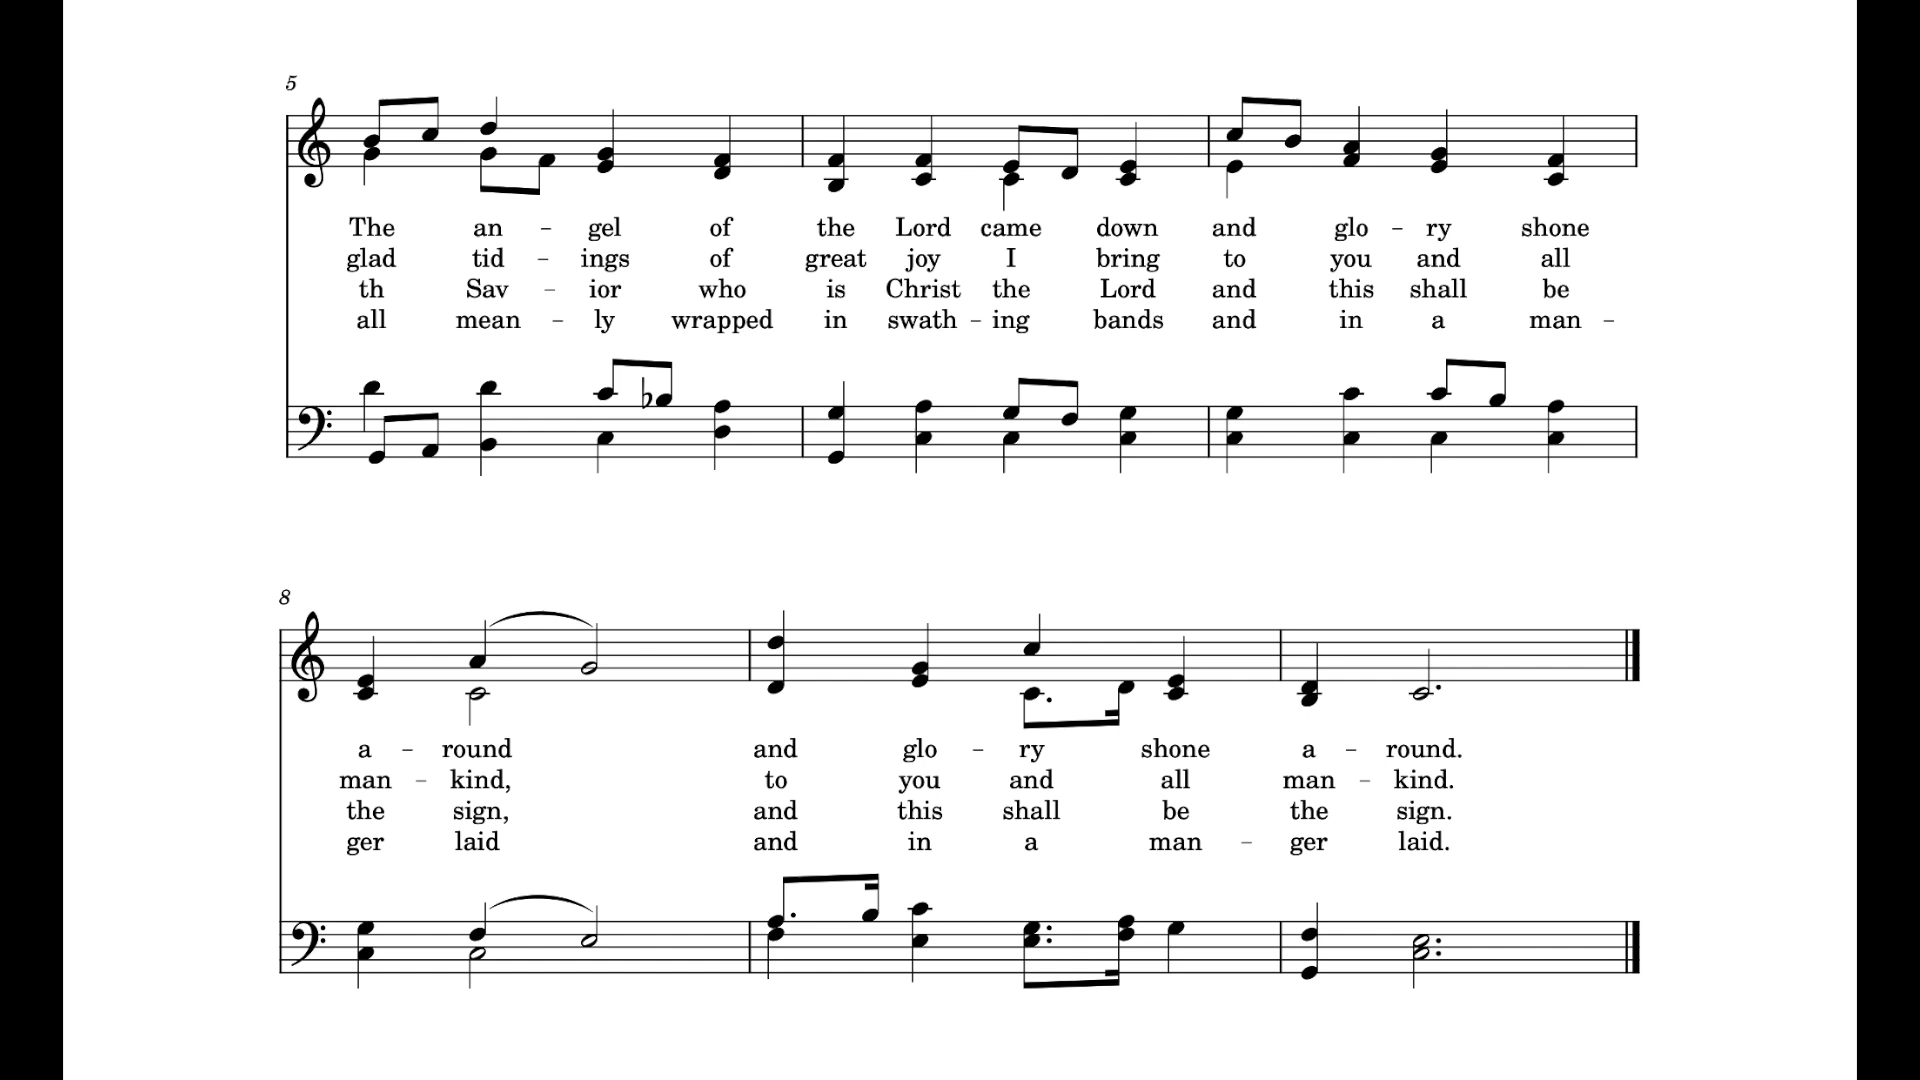 5
The an - gel of the Lord came down and glo - ry shone
glad tid - ings of great joy I bring to you and all
th Sav - ior who is Christ the Lord and this shall be
all mean - ly wrapped in swath - ing bands and in a man -
8
a - round and glo - ry shone a - round.
man - kind, to you and all man - kind.
the sign, and this shall be the sign.
ger laid and in a man - ger laid.